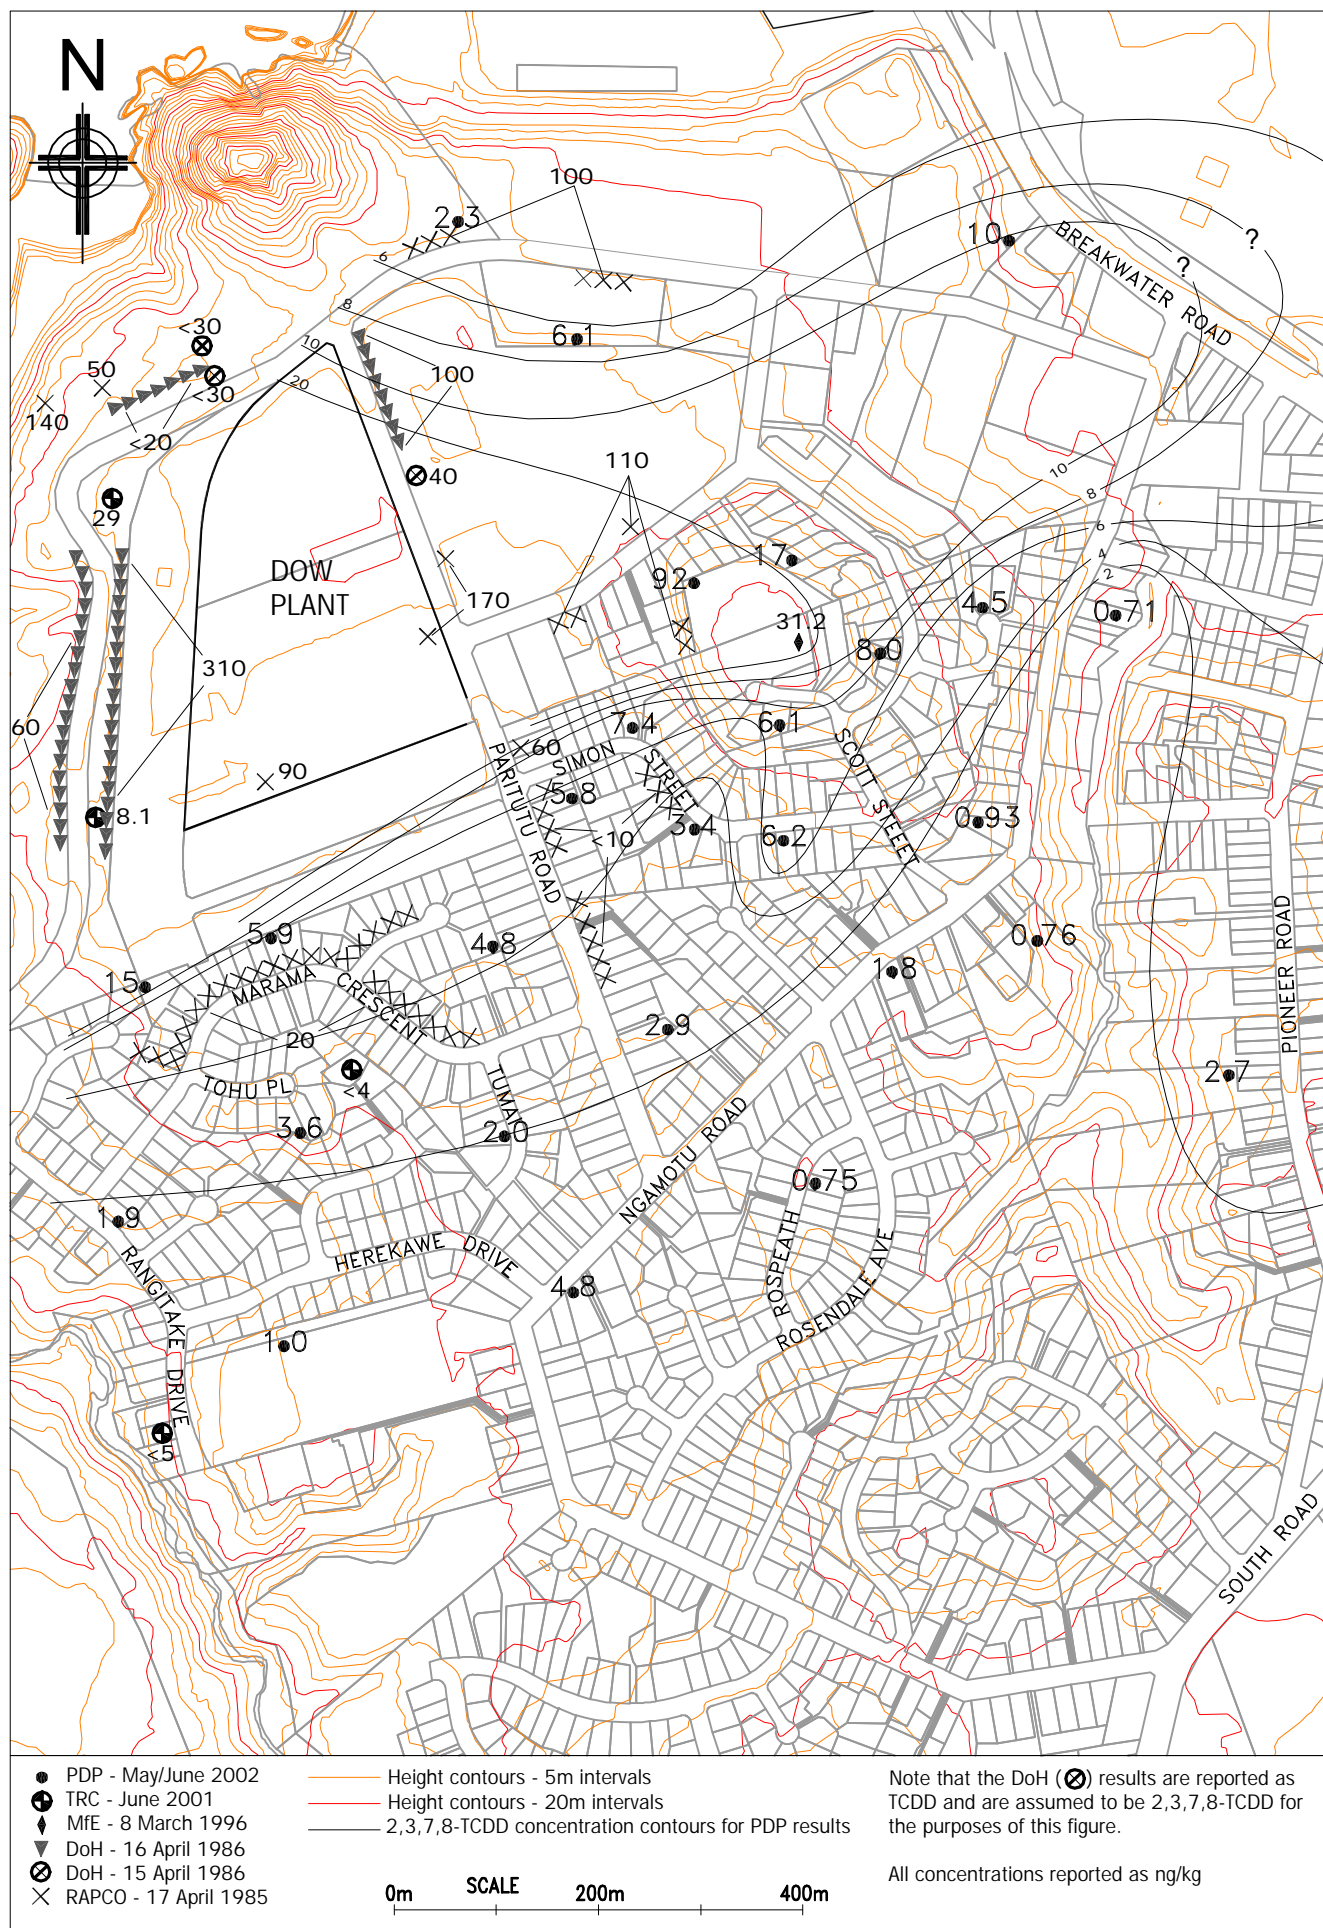 N
100
2.3
10
BREAKWATER ROAD
?
?
6
8
10
20
6.1
<30
<30
50
140
<20
100
40
29
110
10
8
6
4
2
DOW
PLANT
170
17
92
31.2
4.5
0.71
8.0
310
60
7.4
6.1
60
SIMON
STREET
SCOTT STEEET
PARITUTU ROAD
90
8.1
5.8
3.4
<10
6.2
0.93
PIONEER ROAD
5.9
4.8
0.76
15
MARAMA
CRESCENT
1.8
20
2.9
TOHU PL
<4
TUMAI
2.7
3.6
2.0
NGAMOTU ROAD
0.75
1.9
RANGITAKE DRIVE
HEREKAWE DRIVE
ROSPEATH
ROSENDALE AVE
4.8
1.0
<5
SOUTH ROAD
PDP - May/June 2002
TRC - June 2001
MfE - 8 March 1996
DoH - 16 April 1986
DoH - 15 April 1986
RAPCO - 17 April 1985
Height contours - 5m intervals
Height contours - 20m intervals
2,3,7,8-TCDD concentration contours for PDP results
SCALE
0m 200m 400m
Note that the DoH ( ) results are reported as
TCDD and are assumed to be 2,3,7,8-TCDD for
the purposes of this figure.
All concentrations reported as ng/kg